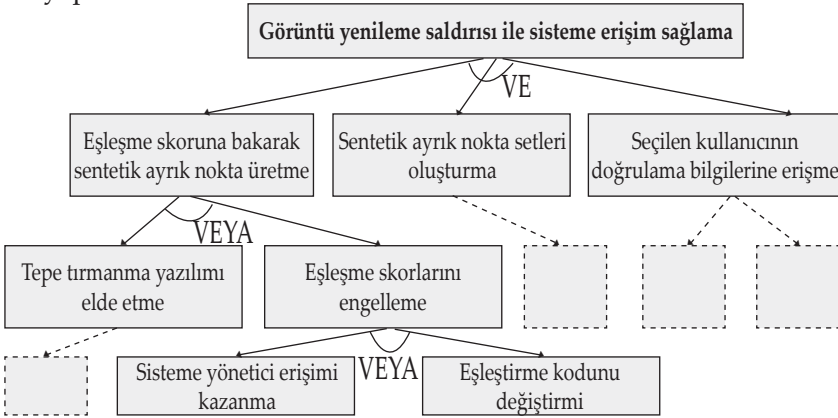 Görüntü yenileme saldırısı ile sisteme erişim sağlama
VE
Eşleşme skoruna bakarak
sentetik ayrık nokta üretme
Sentetik ayrık nokta setleri
oluşturma
Seçilen kullanıcının
doğrulama bilgilerine erişme
VEYA
Tepe tırmanma yazılımı
elde etme
Eşleşme skorlarını
engelleme
VEYA
Sisteme yönetici erişimi
kazanma
Eşleştirme kodunu
değiştirmi